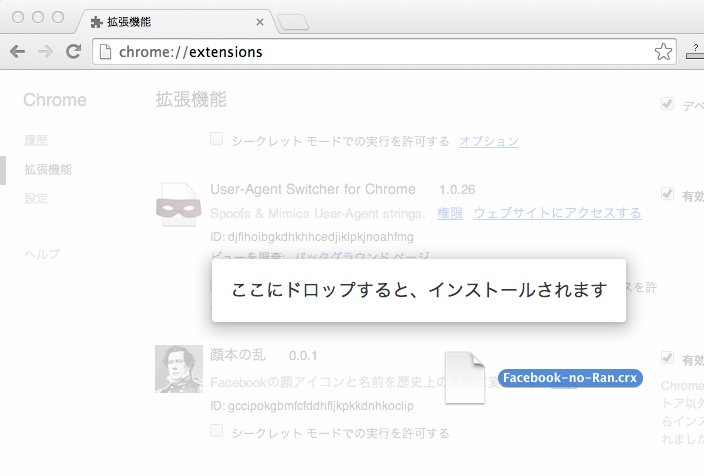 拡張機能
chrome://extensions
?
Chrome
拡張機能
デベ
履歴
シークレット モードでの実行を許可する オプション
拡張機能
User-Agent Switcher for Chrome 1.0.26
有効
設定
Spoofs & Mimics User-Agent strings. 権限 ウェブサイトにアクセスする
ID: djflhoibgkdhkhhcedjiklpkjnoahfmg
ヘルプ
ビューを調査: バックグラウンド ページ
ここにドロップすると、インストールされます
スを許
顔本の乱 0.0.1
有効
Facebook-no-Ran.crx
Facebookの顔アイコンと名前を歴史上の
Chrome
ID: gccipokgbmfcfddhfljkpkkdnhkoclip
トア以外
らインス
シークレット モードでの実行を許可する
れました